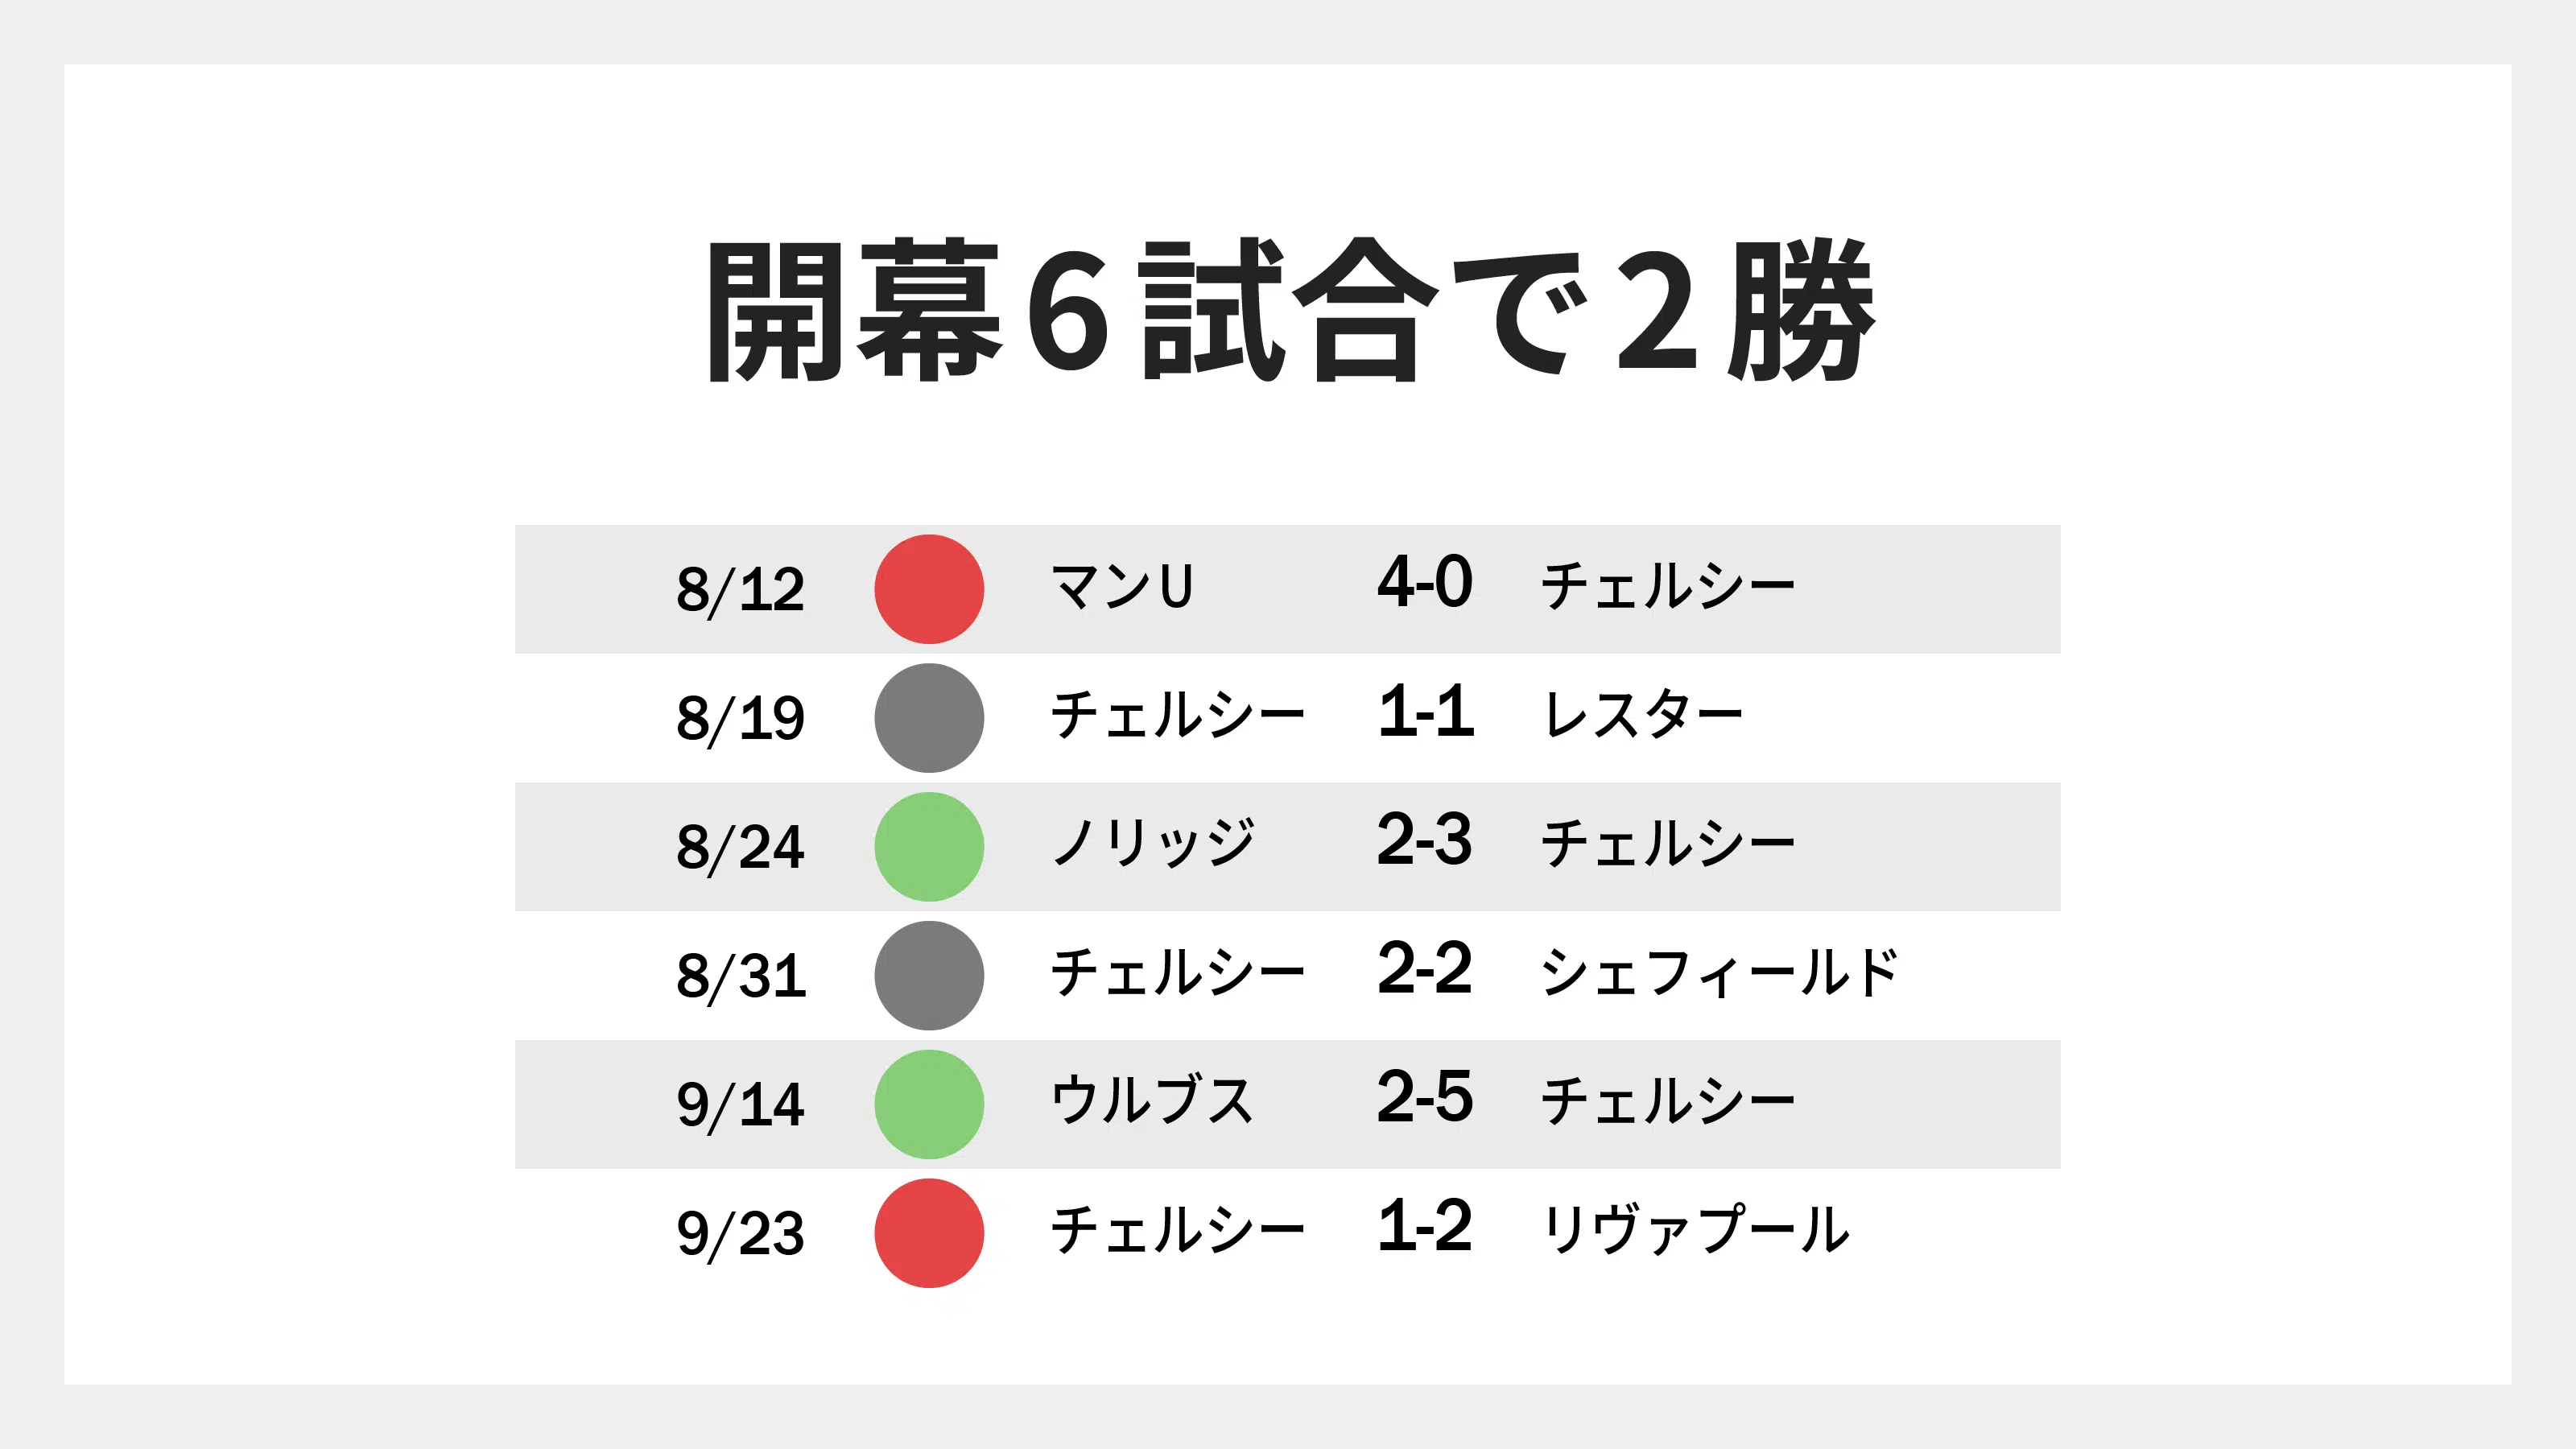 開幕6試合で2勝
8/12 マンU 4-0 チェルシー
8/19 チェルシー 1-1 レスター
8/24 ノリッジ 2-3 チェルシー
8/31 チェルシー 2-2 シェフィールド
9/14 ウルブス 2-5 チェルシー
9/23 チェルシー 1-2 リヴァプール